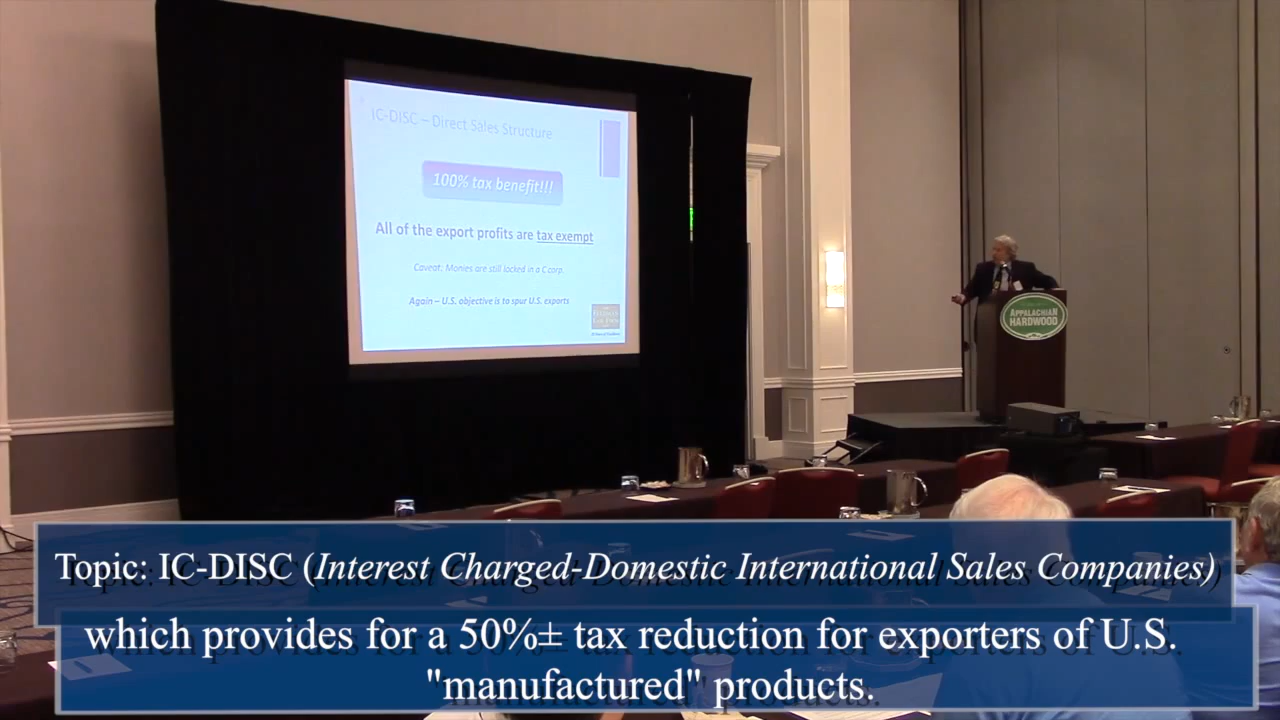 IC-DISC – Direct Sales Structure
100% tax benefit!!!
All of the export profits are tax exempt
Caveat: Monies are still locked in a C corp.
Again – U.S. objective is to spur U.S. exports
APPALACHIAN
HARDWOOD
Topic: IC-DISC (Interest Charged-Domestic International Sales Companies)
which provides for a 50%± tax reduction for exporters of U.S.
"manufactured" products.